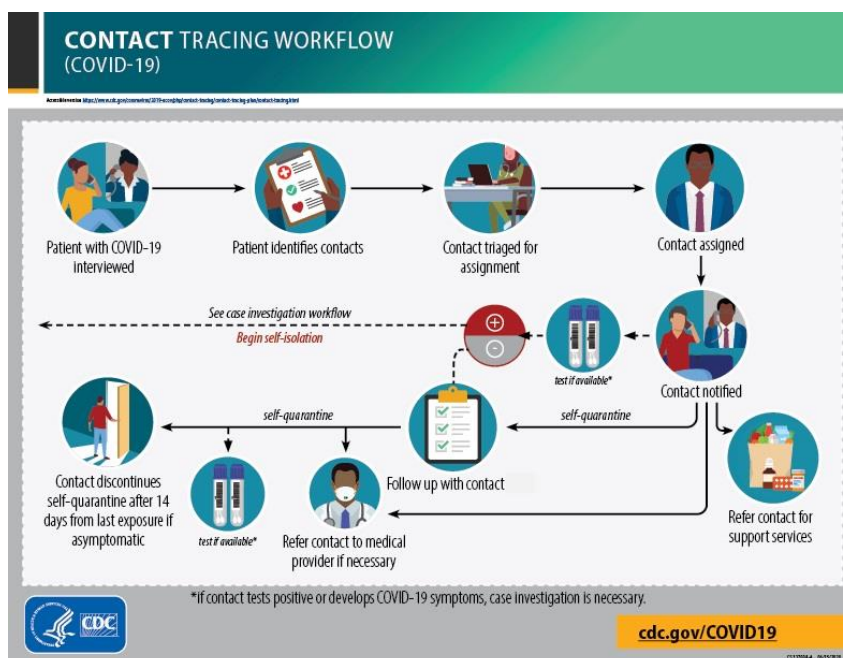 CONTACT TRACING WORKFLOW
(COVID-19)
Patient with COVID-19
interviewed
Patient identifies contacts
Contact triaged for
assignment
Contact assigned
See case investigation workflow
Begin self-isolation
+
-
test if available*
Contact notified
self-quarantine
self-quarantine
Contact discontinues
self-quarantine after 14
days from last exposure if
asymptomatic
test if available*
Refer contact to medical
provider if necessary
Follow up with contact
Refer contact for
support services
*if contact tests positive or develops COVID-19 symptoms, case investigation is necessary.
CDC
cdc.gov/COVID19